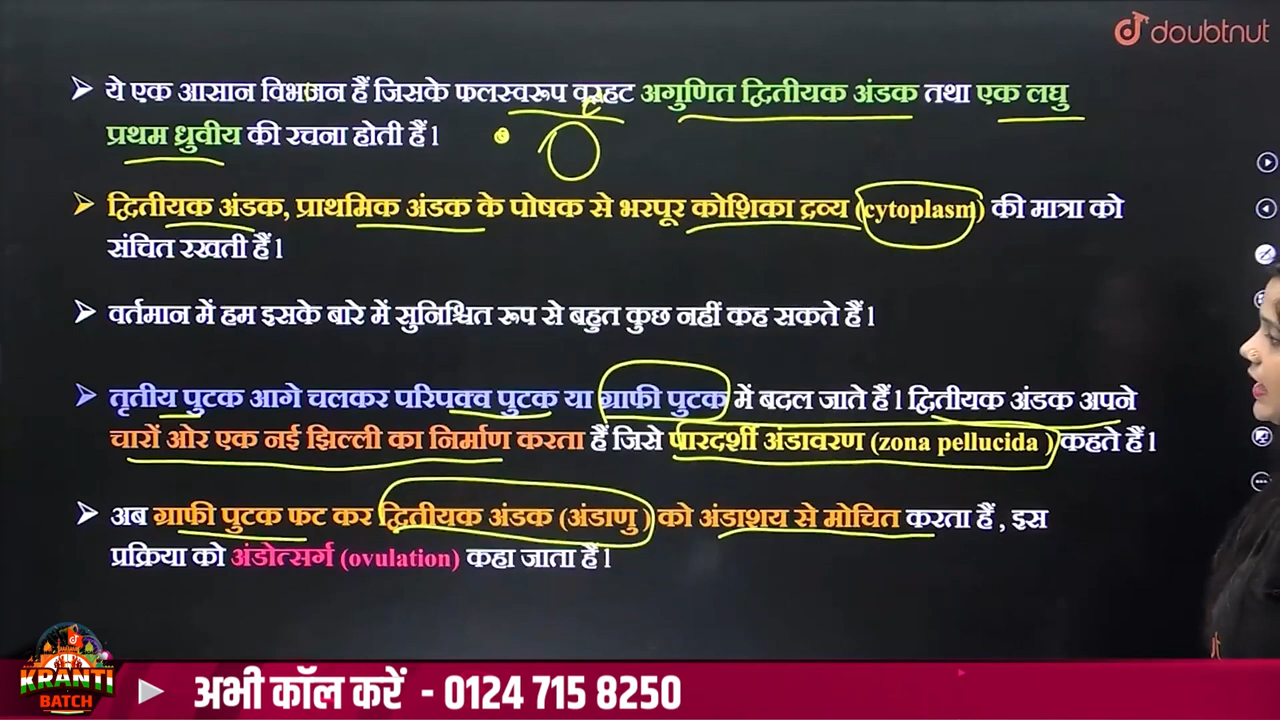 doubtnut
ये एक आसान विभाजन हैं जिसके फलस्वरूप वृहट अगुणित द्वितीयक अंडक तथा एक लघु
प्रथम ध्रुवीय की रचना होती हैं।
द्वितीयक अंडक, प्राथमिक अंडक के पोषक से भरपूर कोशिका द्रव्य (cytoplasm) की मात्रा को
संचित रखती हैं।
वर्तमान में हम इसके बारे में सुनिश्चित रूप से बहुत कुछ नहीं कह सकते हैं।
तृतीय पुटक आगे चलकर परिपक्व पुटक या ग्राफी पुटक में बदल जाते हैं। द्वितीयक अंडक अपने
चारों ओर एक नई झिल्ली का निर्माण करता हैं जिसे पारदर्शी अंडावरण (zona pellucida ) कहते हैं।
अब ग्राफी पुटक फट कर द्वितीयक अंडक (अंडाणु ) को अंडाशय से मोचित करता हैं , इस
प्रक्रिया को अंडोत्सर्ग (ovulation) कहा जाता हैं।
KRANTI
BATCH
अभी कॉल करें - 0124 715 8250